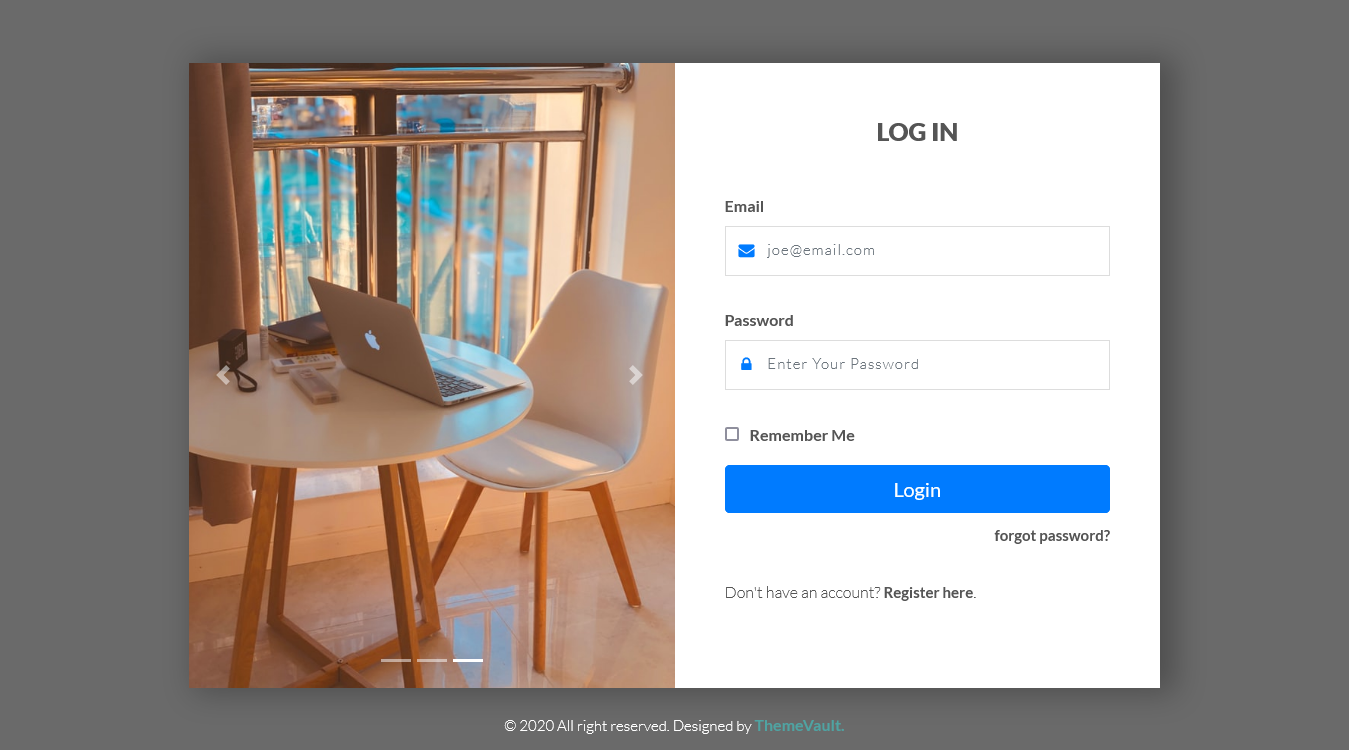 LOG IN
Email
joe@email.com
Password
Enter Your Password
Remember Me
Login
forgot password?
Don't have an account? Register here.
© 2020 All right reserved. Designed by ThemeVault.